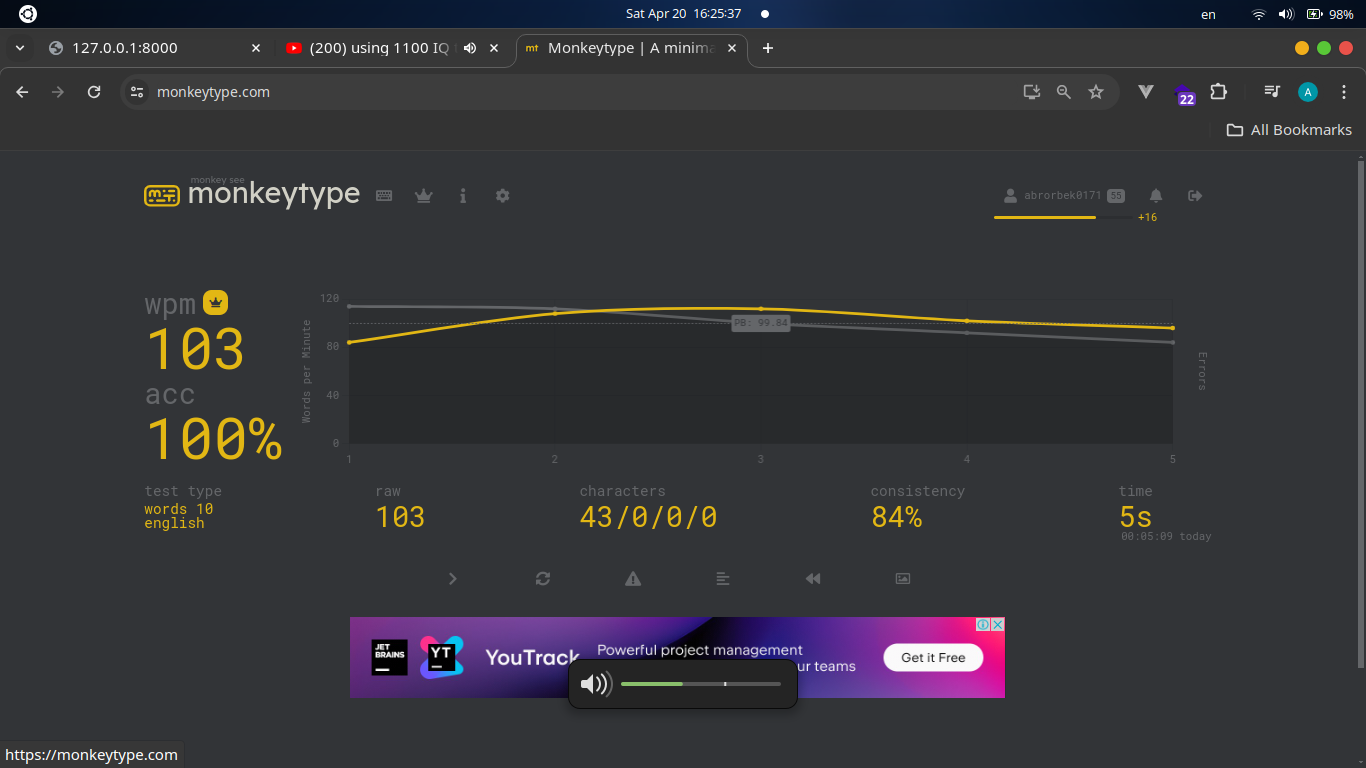 Sat Apr 20 16:25:37
en
98%
127.0.0.1:8000
(200) using 1100 IQ
Monkeytype | A minima
monkeytype.com
22
A
All Bookmarks
monkey see
monkeytype
abrorbek0171 55
+16
wpm
103
acc
100%
Words per Minute
120
80
40
0
PB: 99.84
1 2 3 4 5
Errors
test type
words 10
english
raw
103
characters
43/0/0/0
consistency
84%
time
5s
00:05:09 today
JET
BRAINS
YT
YouTrack
Powerful project management
ur teams
Get it Free
https://monkeytype.com